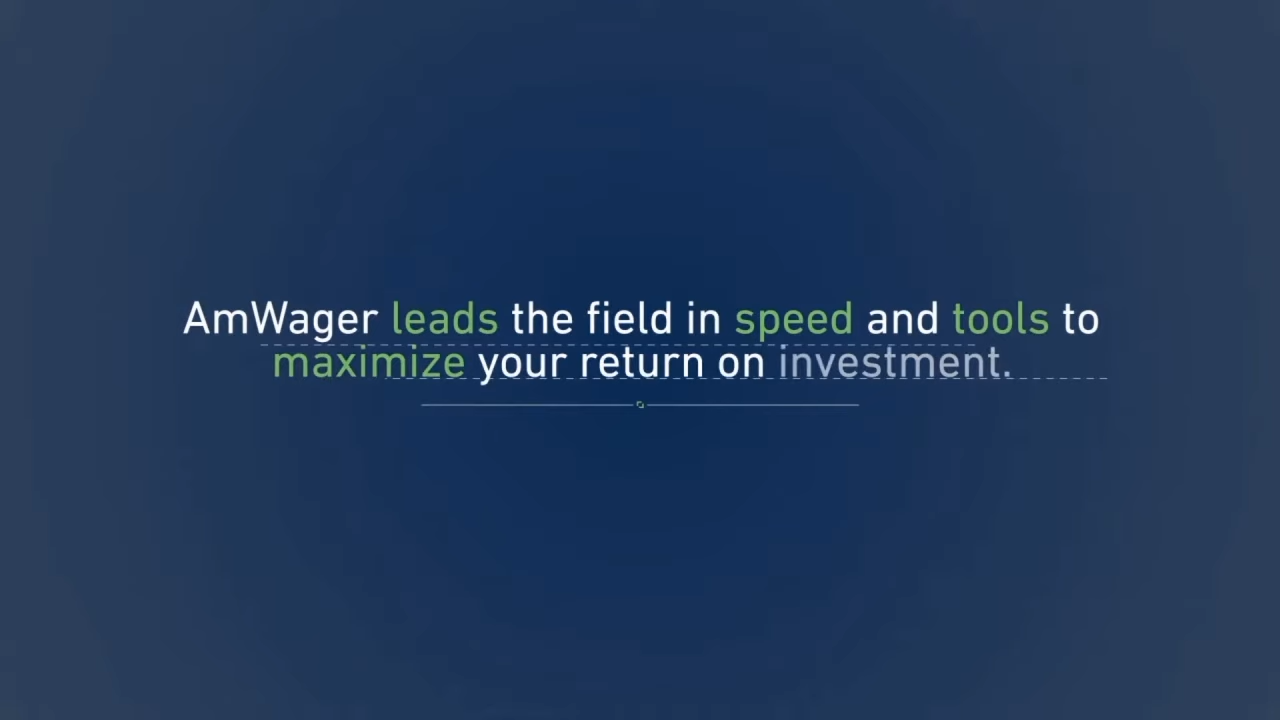 AmWager leads the field in speed and tools to
maximize your return on investment.